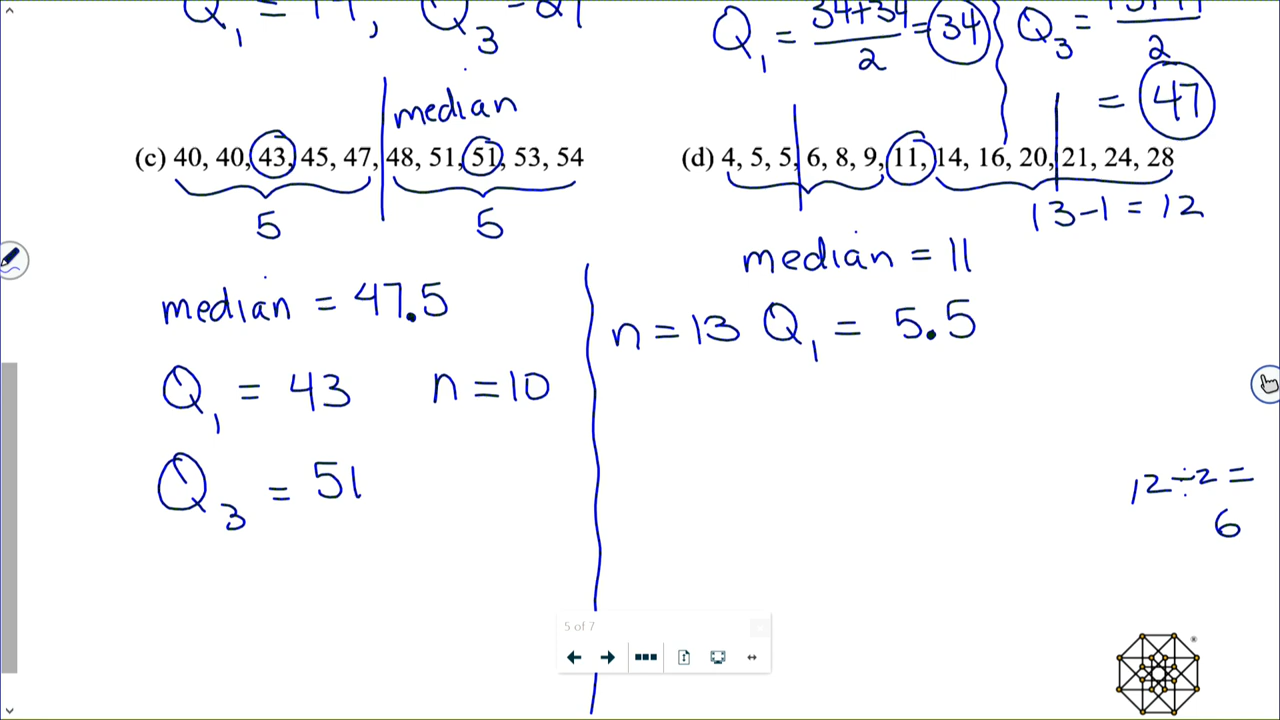 Q₁ = 34+34/2 = 34
Q₃ =
2
= 47
median
(c) 40, 40, 43, 45, 47, 48, 51, 51, 53, 54
5 5
median = 47.5
Q₁ = 43 n = 10
Q₃ = 51
(d) 4, 5, 5, 6, 8, 9, 11, 14, 16, 20, 21, 24, 28
13-1 = 12
median = 11
n = 13 Q₁ = 5.5
12÷2 =
6
5 of 7